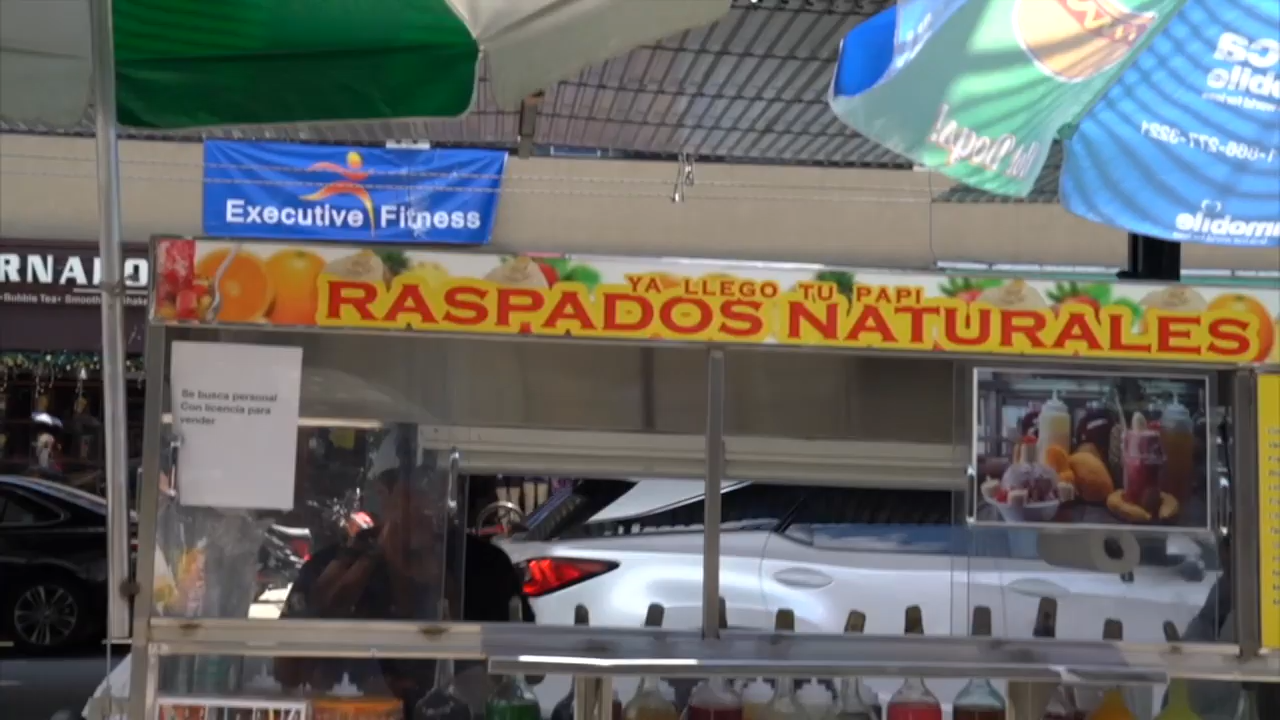 Executive Fitness
YA LLEGO TU PAPI
RASPADOS NATURALES
Bubble Tea
Se busca personal
Con licencia para
vender
1-866-277-3221